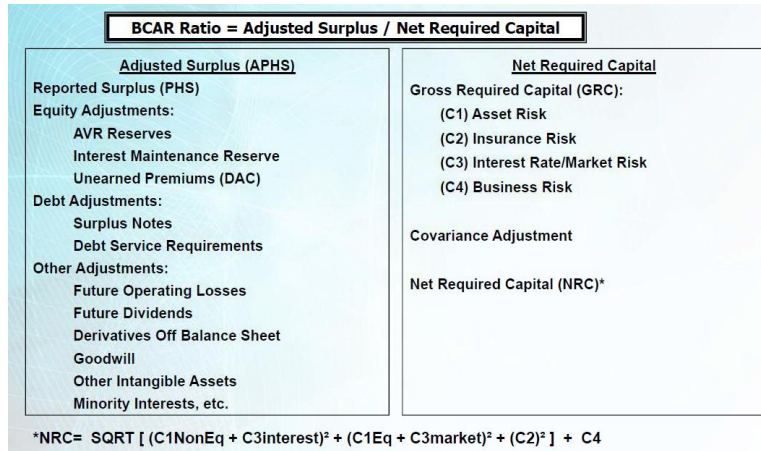 BCAR Ratio = Adjusted Surplus / Net Required Capital
Adjusted Surplus (APHS)
Reported Surplus (PHS)
Equity Adjustments:
AVR Reserves
Interest Maintenance Reserve
Unearned Premiums (DAC)
Debt Adjustments:
Surplus Notes
Debt Service Requirements
Other Adjustments:
Future Operating Losses
Future Dividends
Derivatives Off Balance Sheet
Goodwill
Other Intangible Assets
Minority Interests, etc.
Net Required Capital
Gross Required Capital (GRC):
(C1) Asset Risk
(C2) Insurance Risk
(C3) Interest Rate/Market Risk
(C4) Business Risk
Covariance Adjustment
Net Required Capital (NRC)*
*NRC= SQRT [ (C1NonEq + C3interest)² + (C1Eq + C3market)² + (C2)² ] + C4